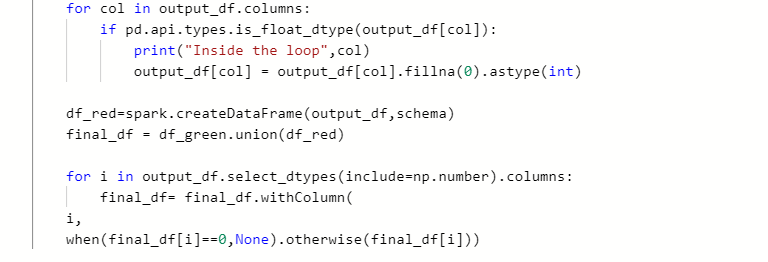 for col in output_df.columns:
if pd.api.types.is_float_dtype(output_df[col]):
print("Inside the loop",col)
output_df[col] = output_df[col].fillna(0).astype(int)
df_red=spark.createDataFrame(output_df,schema)
final_df = df_green.union(df_red)
for i in output_df.select_dtypes(include=np.number).columns:
final_df= final_df.withColumn(
i,
when(final_df[i]==0,None).otherwise(final_df[i]))